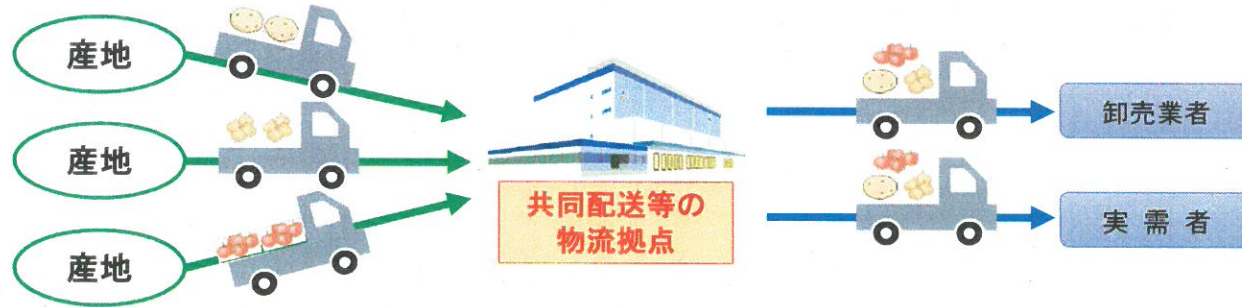 産地
産地
産地
共同配送等の
物流拠点
卸売業者
実需者